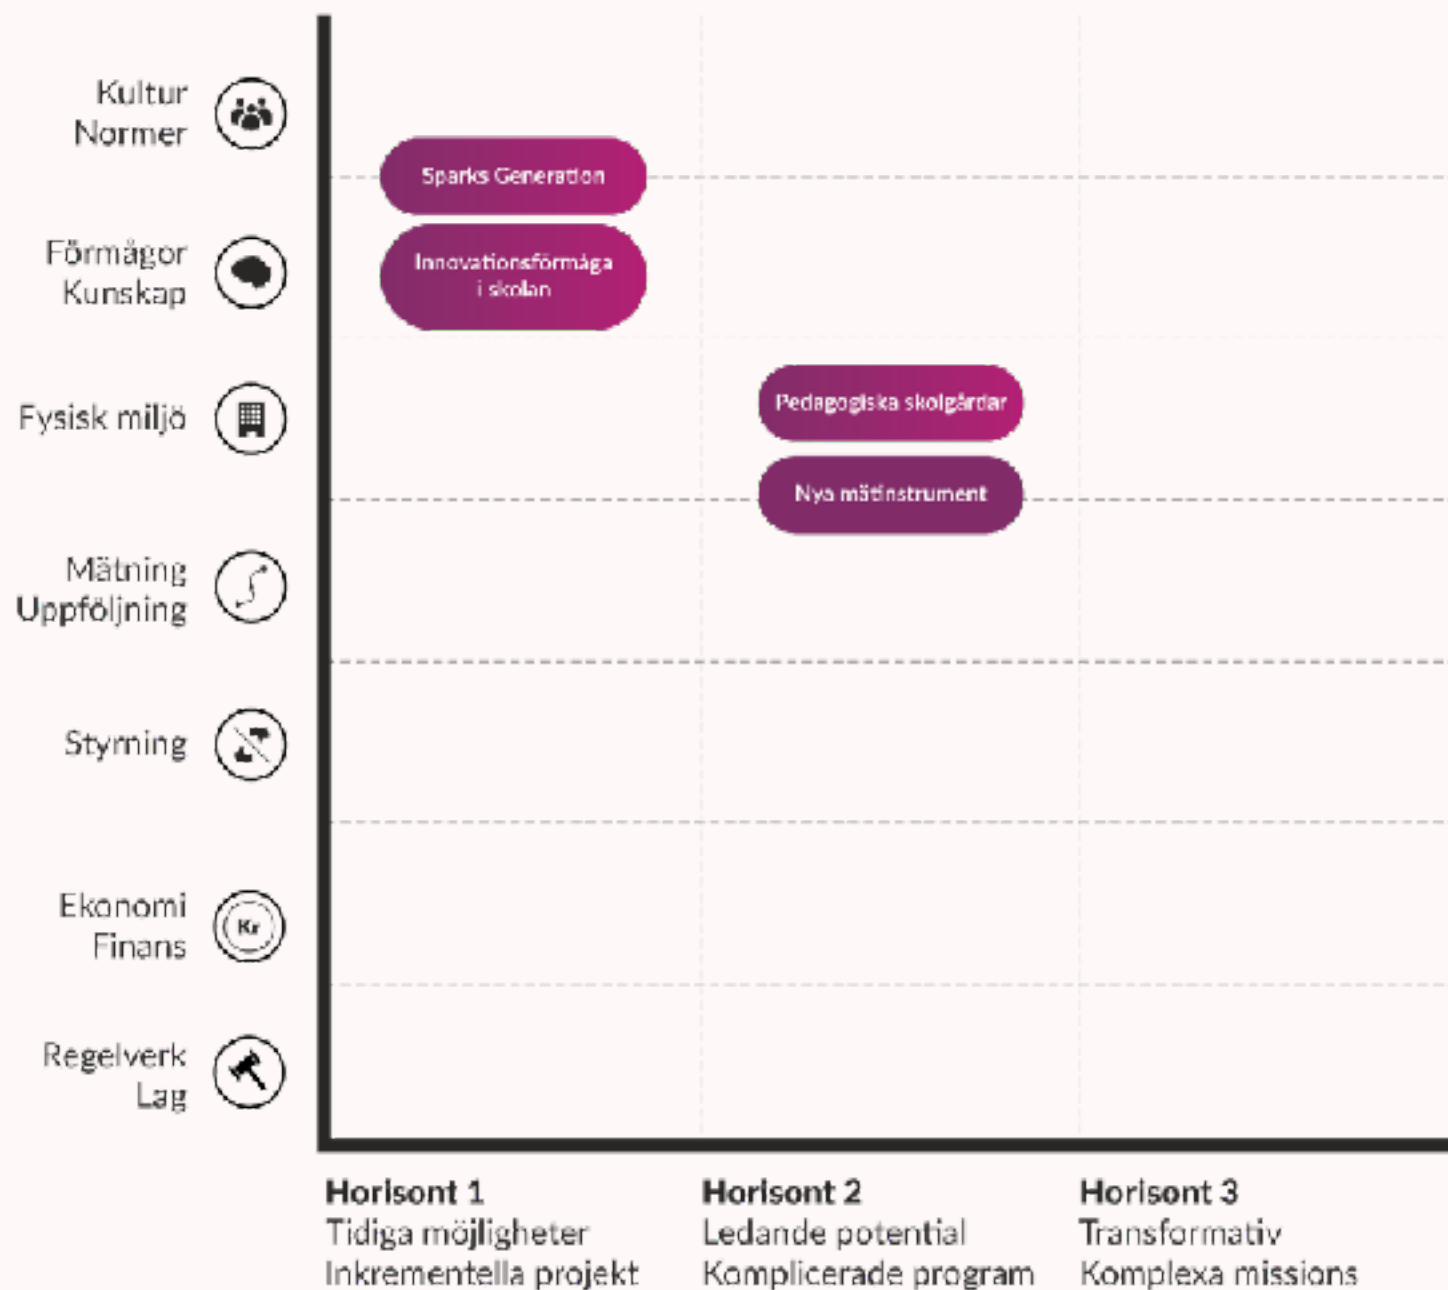 Kultur
Normer
Sparks Generation
Förmågor
Kunskap
Innovationsförmåga
i skolan
Fysisk miljö
Pedagogiska skolgårdar
Nya mätinstrument
Mätning
Uppföljning
Styrning
Ekonomi
Finans
Kr
Regelverk
Lag
Horisont 1
Tidiga möjligheter
Inkrementella projekt
Horisont 2
Ledande potential
Komplicerade program
Horisont 3
Transformativ
Komplexa missions